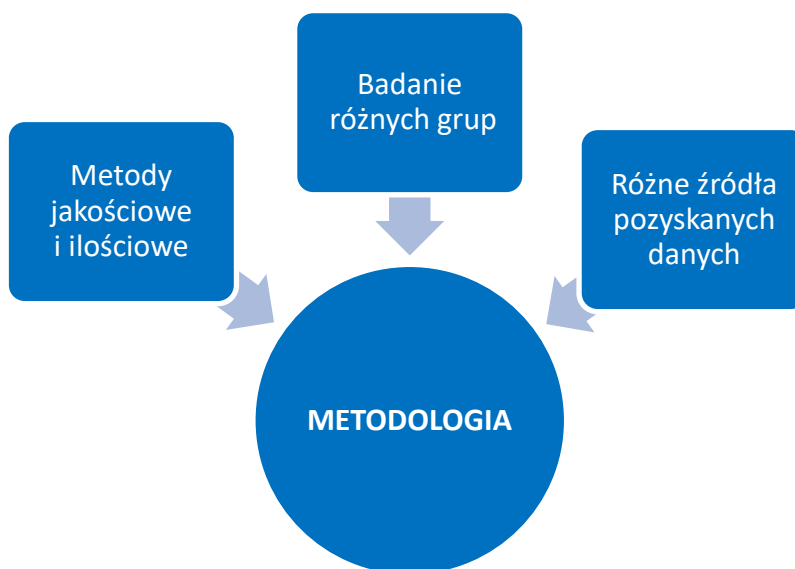 Metody
jakościowe
i ilościowe
Badanie
różnych grup
Różne źródła
pozyskanych
danych
METODOLOGIA